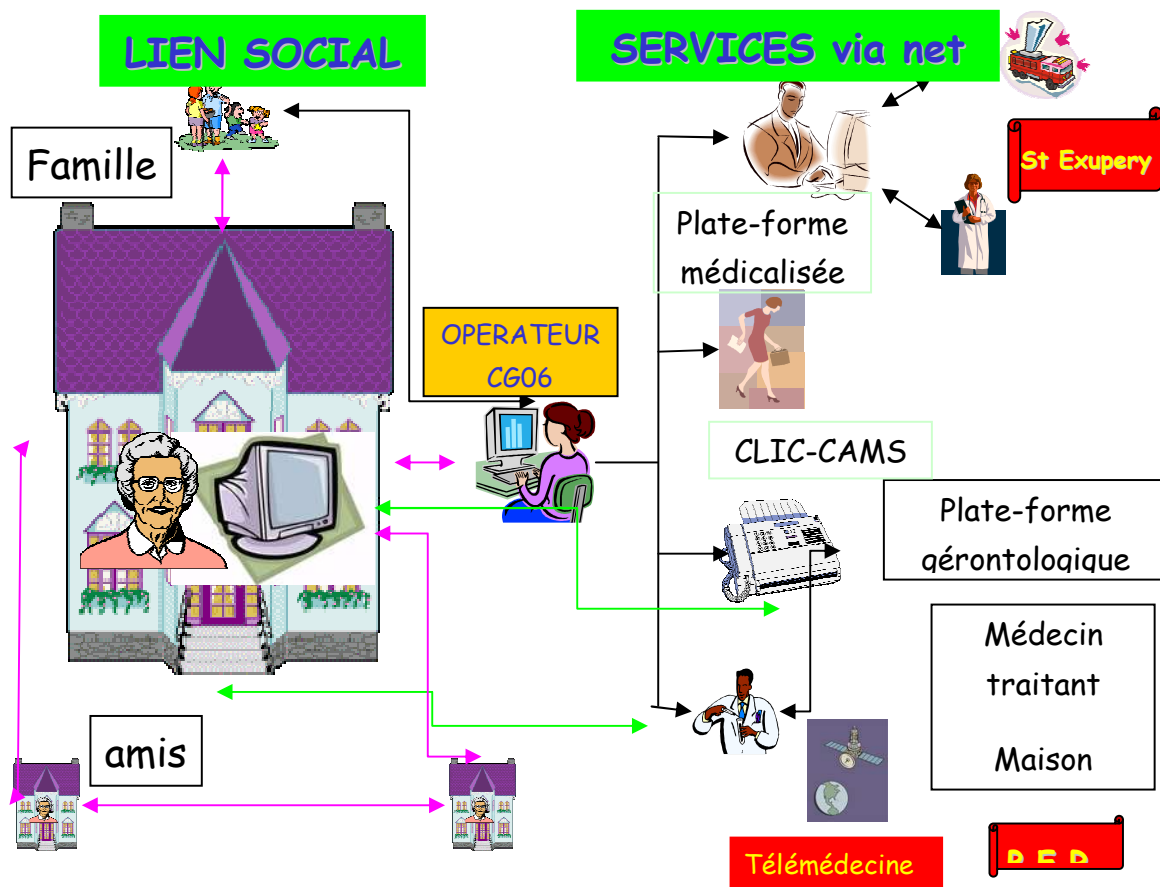 LIEN SOCIAL
SERVICES via net
Famille
St Exupery
Plate-forme
médicalisée
OPERATEUR
CG06
CLIC-CAMS
Plate-forme
gérontologique
Médecin
traitant
Maison
amis
Télémédecine